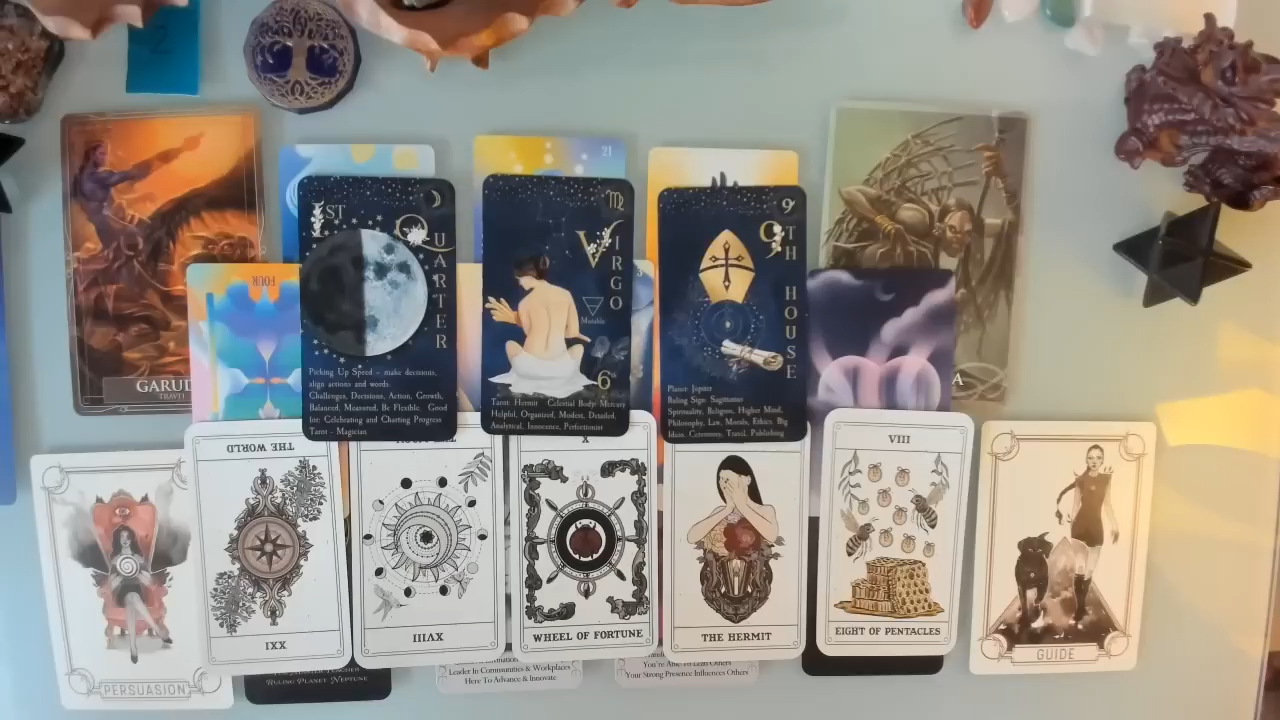 2
21
GARUD
FOUR
1ST
QUARTER
Picking Up Speed - make decisions,
align actions and words
Challenges, Decisions, Action, Growth,
Balanced, Measured, Be Flexible. Good
for: Celebrating and Charting Progress
Tarot - Magician
♍
VIRGO
Mutable
6th
Tarot: Hermit Celestial Body: Mercury
Helpful, Organized, Modest, Detailed,
Analytical, Innocence, Perfectionist
9
9TH HOUSE
Planet: Jupiter
Ruling Sign: Sagittarius
Spirituality, Religion, Higher Mind,
Philosophy, Law, Morals, Ethics, Big
Ideas, Ceremony, Travel, Publishing
A
PERSUASION
THE WORLD
XXI
XVIII
X
WHEEL OF FORTUNE
THE HERMIT
VIII
EIGHT OF PENTACLES
GUIDE
Ruling Planet Neptune
Leader In Communities & Workplaces
Here To Advance & Innovate
You're Able To Lead Others
Your Strong Presence Influences Others